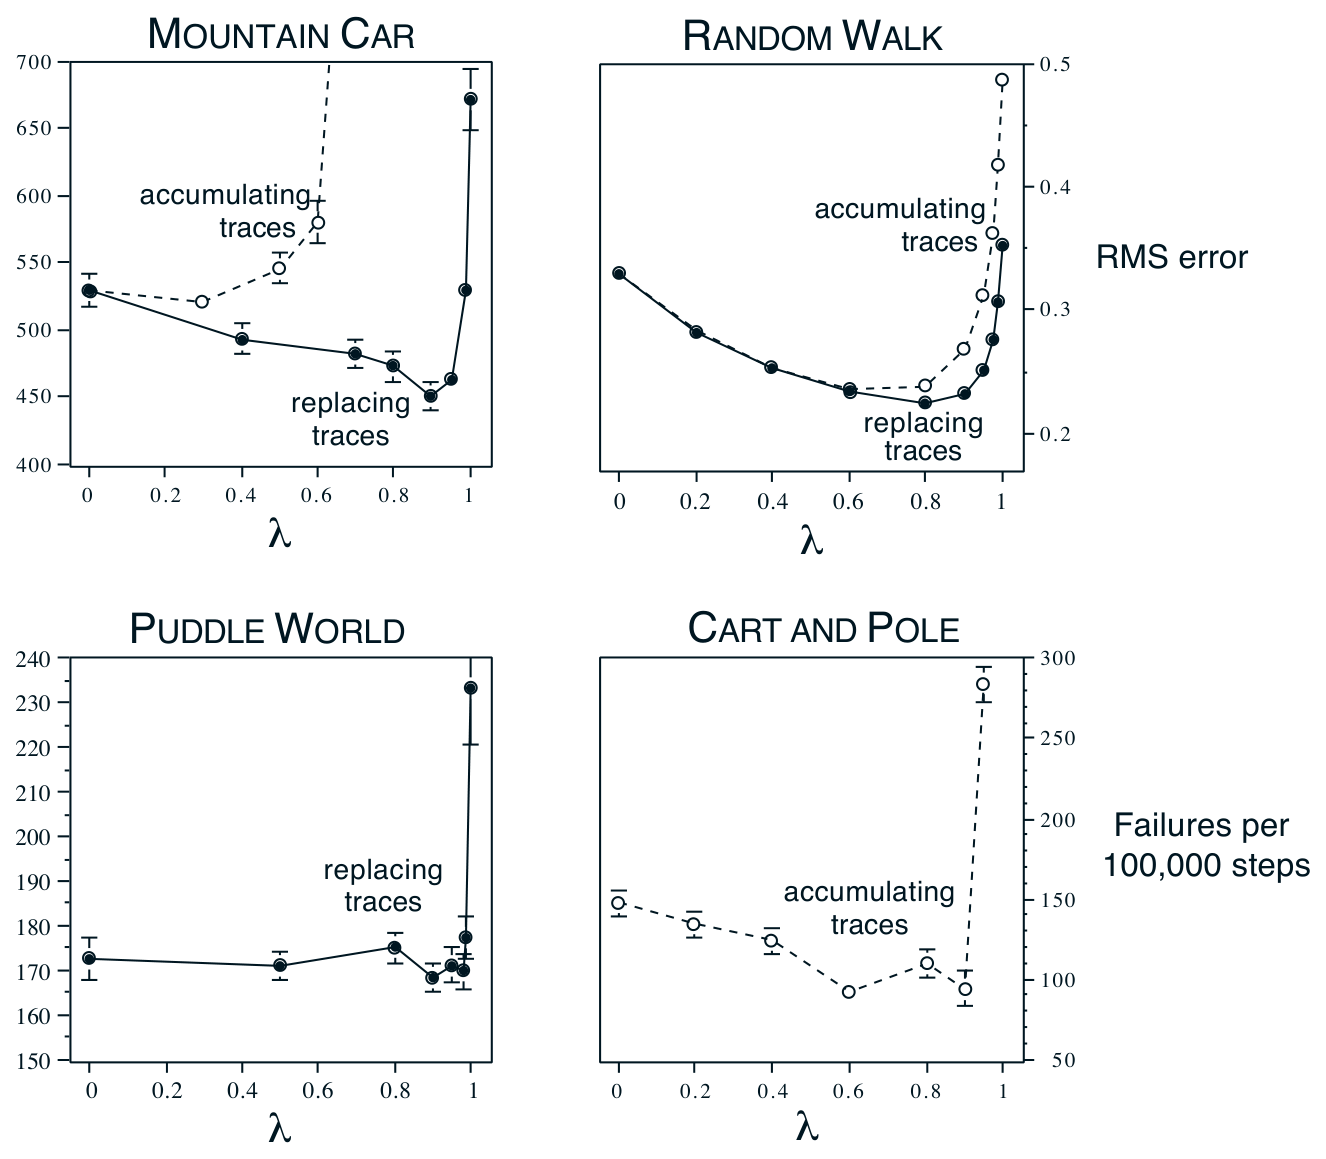 MOUNTAIN CAR
700
650
600
550
500
450
400
accumulating
traces
replacing
traces
0 0.2 0.4 0.6 0.8 1
λ
RANDOM WALK
0.5
0.4
0.3
0.2
accumulating
traces
replacing
traces
0 0.2 0.4 0.6 0.8 1
λ
RMS error
PUDDLE WORLD
240
230
220
210
200
190
180
170
160
150
replacing
traces
0 0.2 0.4 0.6 0.8 1
λ
CART AND POLE
300
250
200
150
100
50
accumulating
traces
0 0.2 0.4 0.6 0.8 1
λ
Failures per
100,000 steps